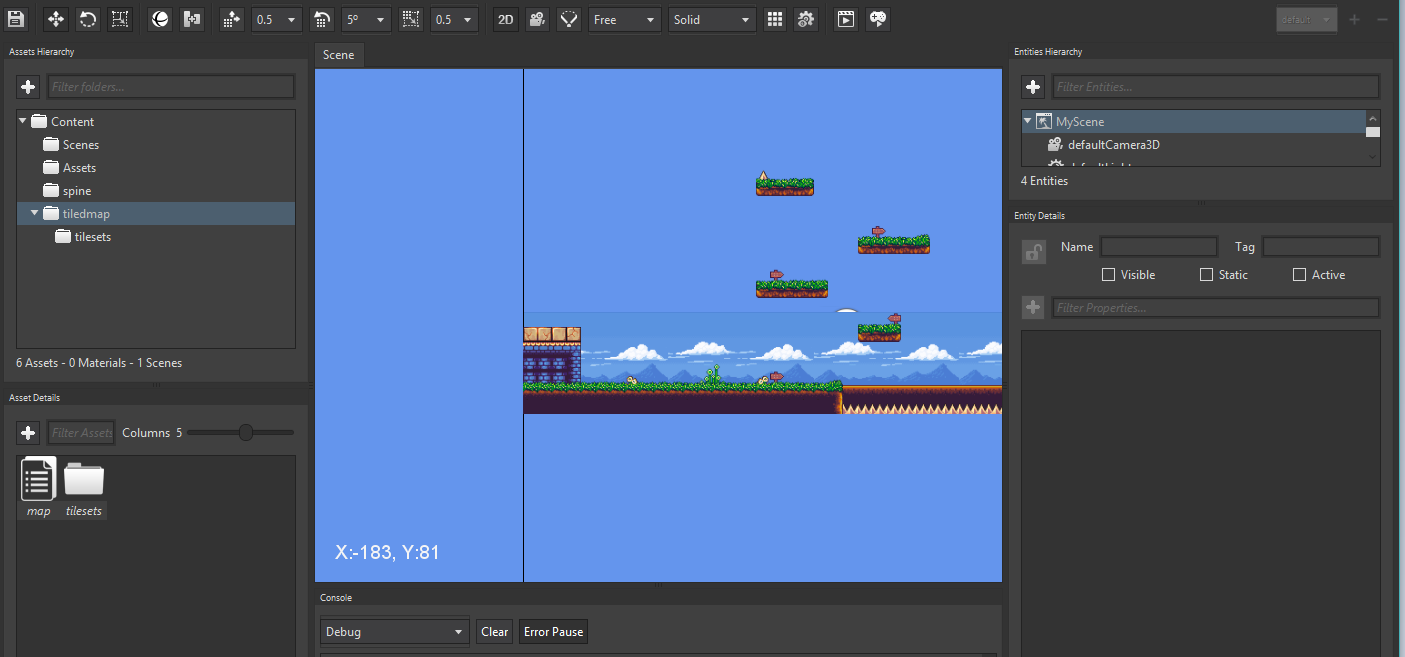 0.5 5º 0.5 2D Free Solid default
Assets Hierarchy
Filter folders...
Content
Scenes
Assets
spine
tiledmap
tilesets
6 Assets - 0 Materials - 1 Scenes
Asset Details
Filter Assets Columns 5
map tilesets
Scene
X:-183, Y:81
Console
Debug Clear Error Pause
Entities Hierarchy
Filter Entities...
MyScene
defaultCamera3D
4 Entities
Entity Details
Name Tag
Visible Static Active
Filter Properties...